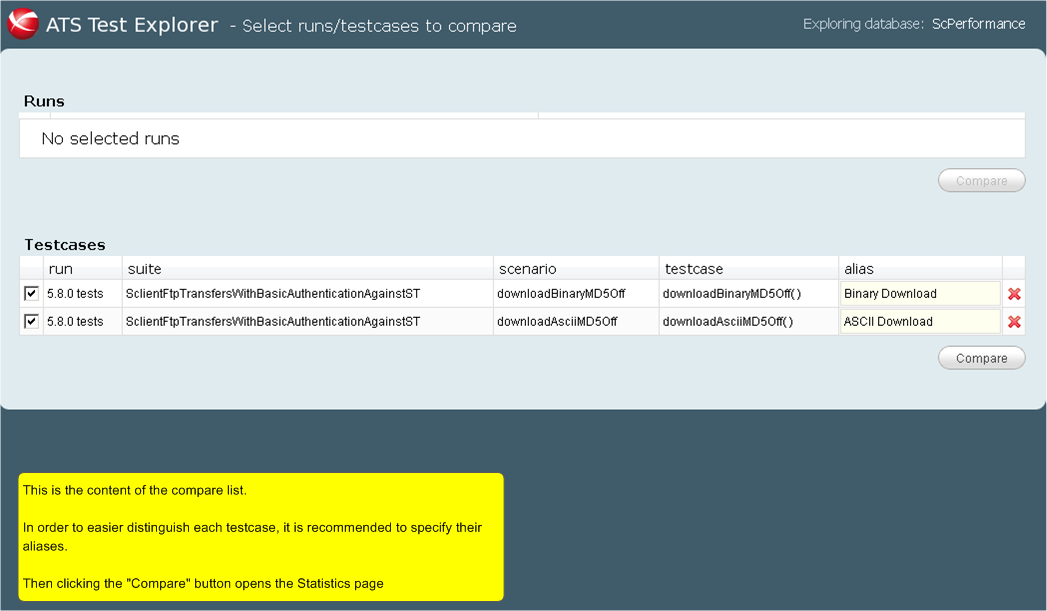 ATS Test Explorer - Select runs/testcases to compare Exploring database: ScPerformance
Runs
No selected runs
Compare
Testcases
run suite scenario testcase alias
5.8.0 tests SclientFtpTransfersWithBasicAuthenticationAgainstST downloadBinaryMD5Off downloadBinaryMD5Off() Binary Download
5.8.0 tests SclientFtpTransfersWithBasicAuthenticationAgainstST downloadAsciiMD5Off downloadAsciiMD5Off() ASCII Download
Compare
This is the content of the compare list.
In order to easier distinguish each testcase, it is recommended to specify their
aliases.
Then clicking the "Compare" button opens the Statistics page